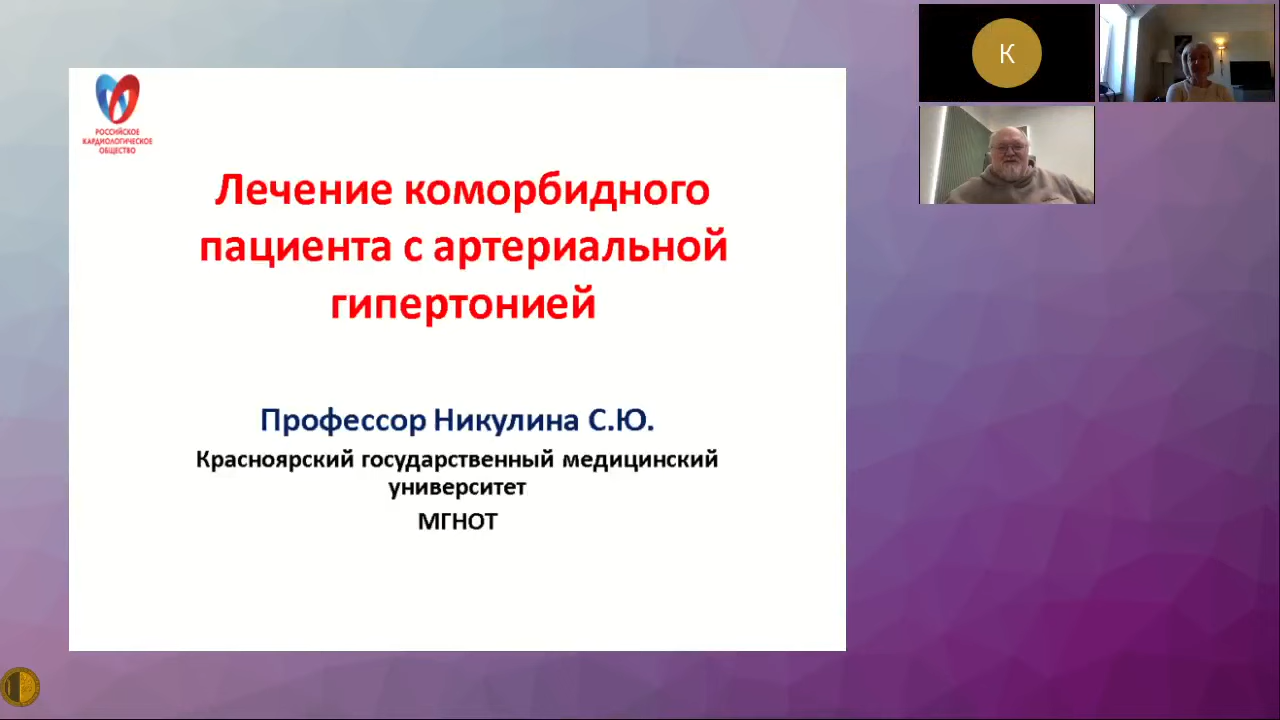 РОССИЙСКОЕ
КАРДИОЛОГИЧЕСКОЕ
ОБЩЕСТВО
Лечение коморбидного
пациента с артериальной
гипертонией
Профессор Никулина С.Ю.
Красноярский государственный медицинский
университет
МГНОТ
К